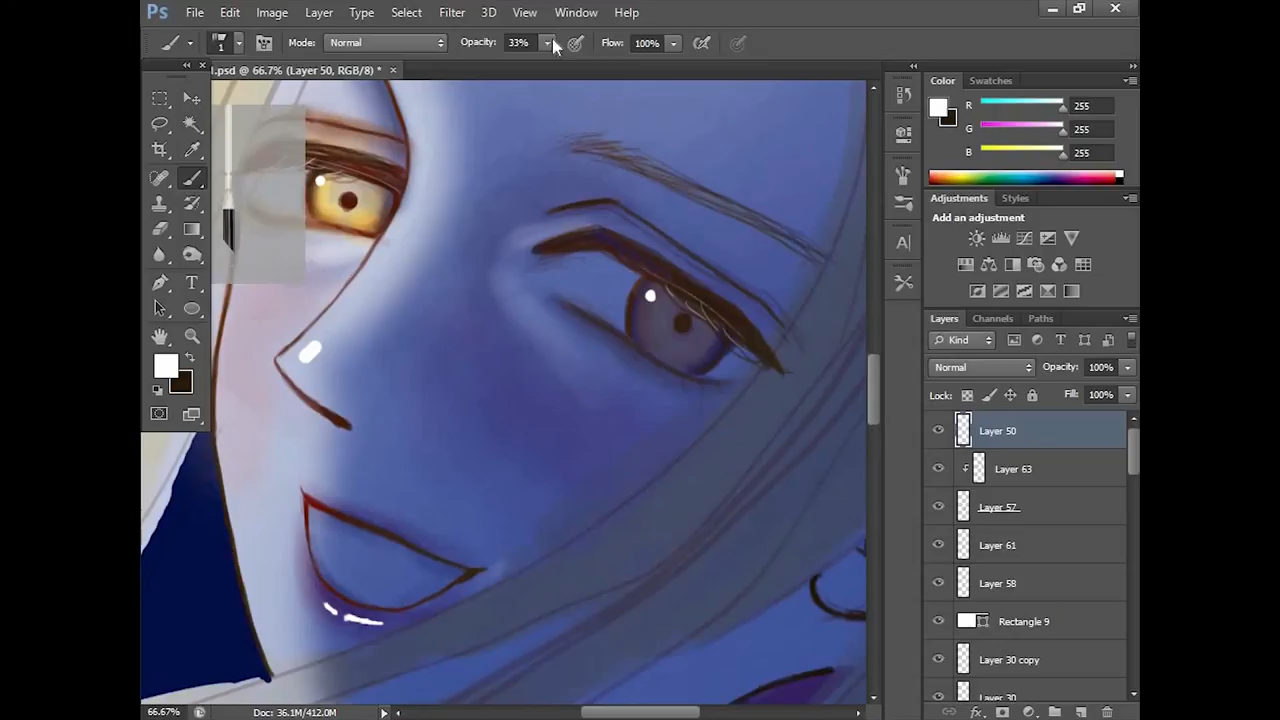 Ps File Edit Image Layer Type Select Filter 3D View Window Help
1 Mode: Normal Opacity: 33% Flow: 100%
l.psd @ 66.7% (Layer 50, RGB/8) *
Color Swatches
R 255
G 255
B 255
Adjustments Styles
Add an adjustment
Layers Channels Paths
Kind
Normal Opacity: 100%
Lock: Fill: 100%
Layer 50
Layer 63
Layer 57
Layer 61
Layer 58
Rectangle 9
Layer 30 copy
Layer 30
66.67% Doc: 36.1M/412.0M